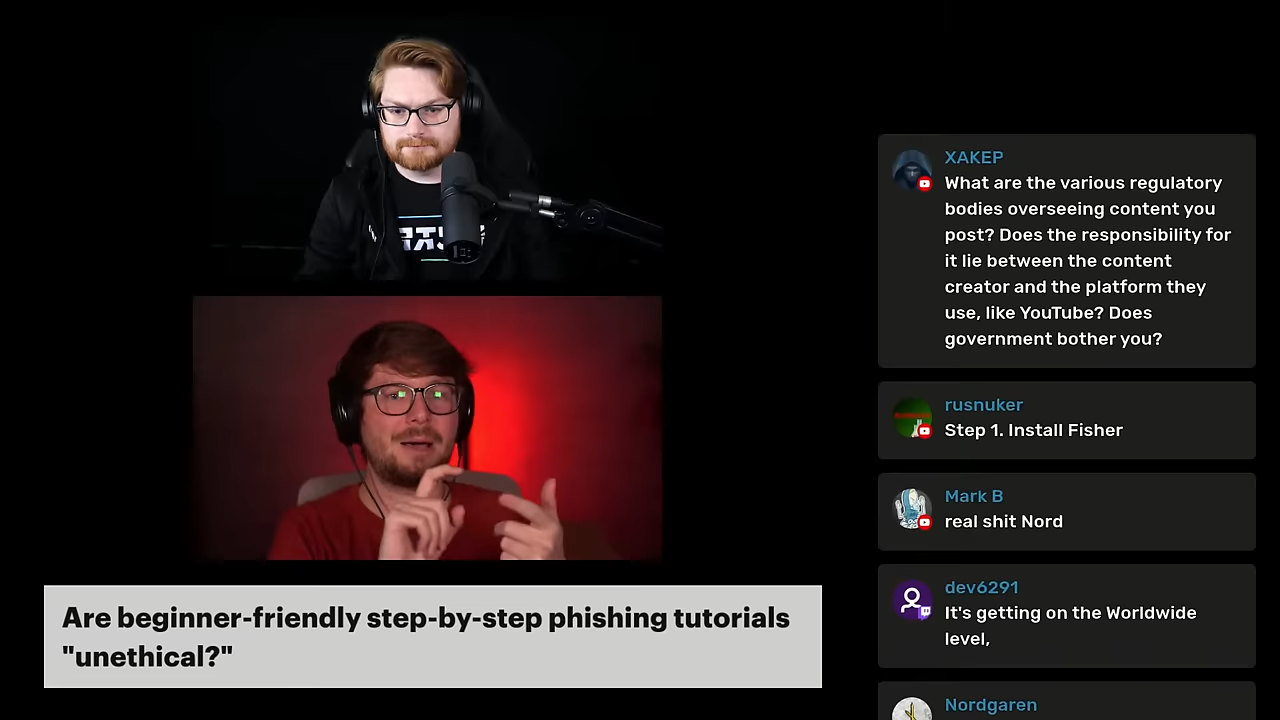 XAKEP
What are the various regulatory
bodies overseeing content you
post? Does the responsibility for
it lie between the content
creator and the platform they
use, like YouTube? Does
government bother you?
rusnuker
Step 1. Install Fisher
Mark B
real shit Nord
dev6291
It's getting on the Worldwide
level,
Nordgaren
Are beginner-friendly step-by-step phishing tutorials
"unethical?"